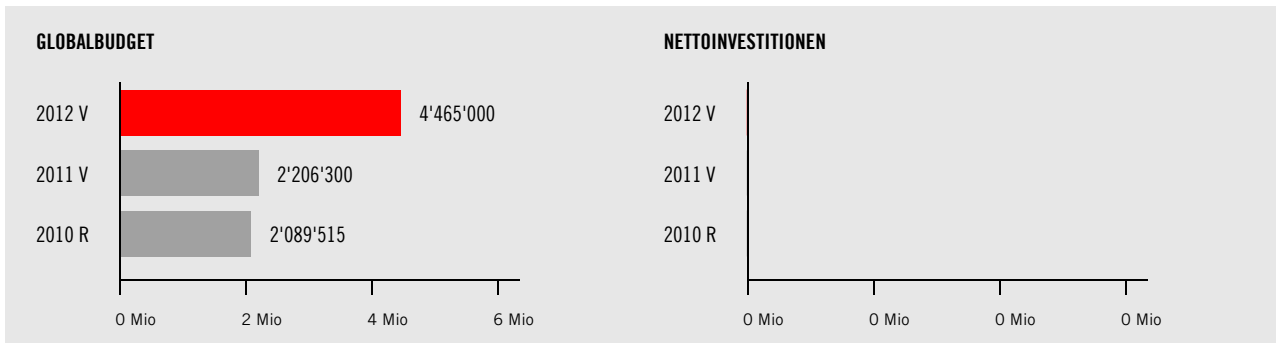 GLOBALBUDGET
2012 V 4'465'000
2011 V 2'206'300
2010 R 2'089'515
0 Mio 2 Mio 4 Mio 6 Mio
NETTOINVESTITIONEN
2012 V
2011 V
2010 R
0 Mio 0 Mio 0 Mio 0 Mio